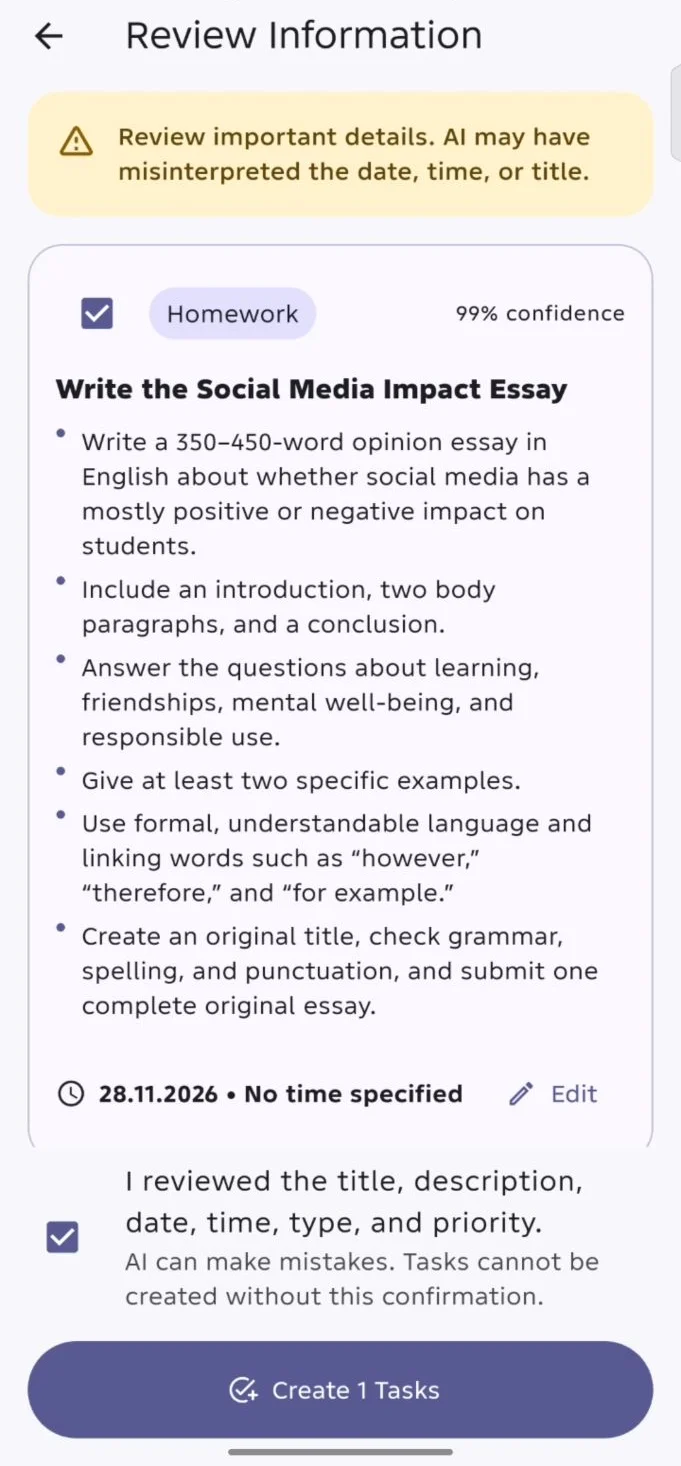 Review Information
Review important details. AI may have
misinterpreted the date, time, or title.
Homework
99% confidence
Write the Social Media Impact Essay
• Write a 350–450-word opinion essay in
English about whether social media has a
mostly positive or negative impact on
students.
• Include an introduction, two body
paragraphs, and a conclusion.
• Answer the questions about learning,
friendships, mental well-being, and
responsible use.
• Give at least two specific examples.
• Use formal, understandable language and
linking words such as “however,”
“therefore,” and “for example.”
• Create an original title, check grammar,
spelling, and punctuation, and submit one
complete original essay.
28.11.2026 • No time specified
Edit
I reviewed the title, description,
date, time, type, and priority.
AI can make mistakes. Tasks cannot be
created without this confirmation.
Create 1 Tasks